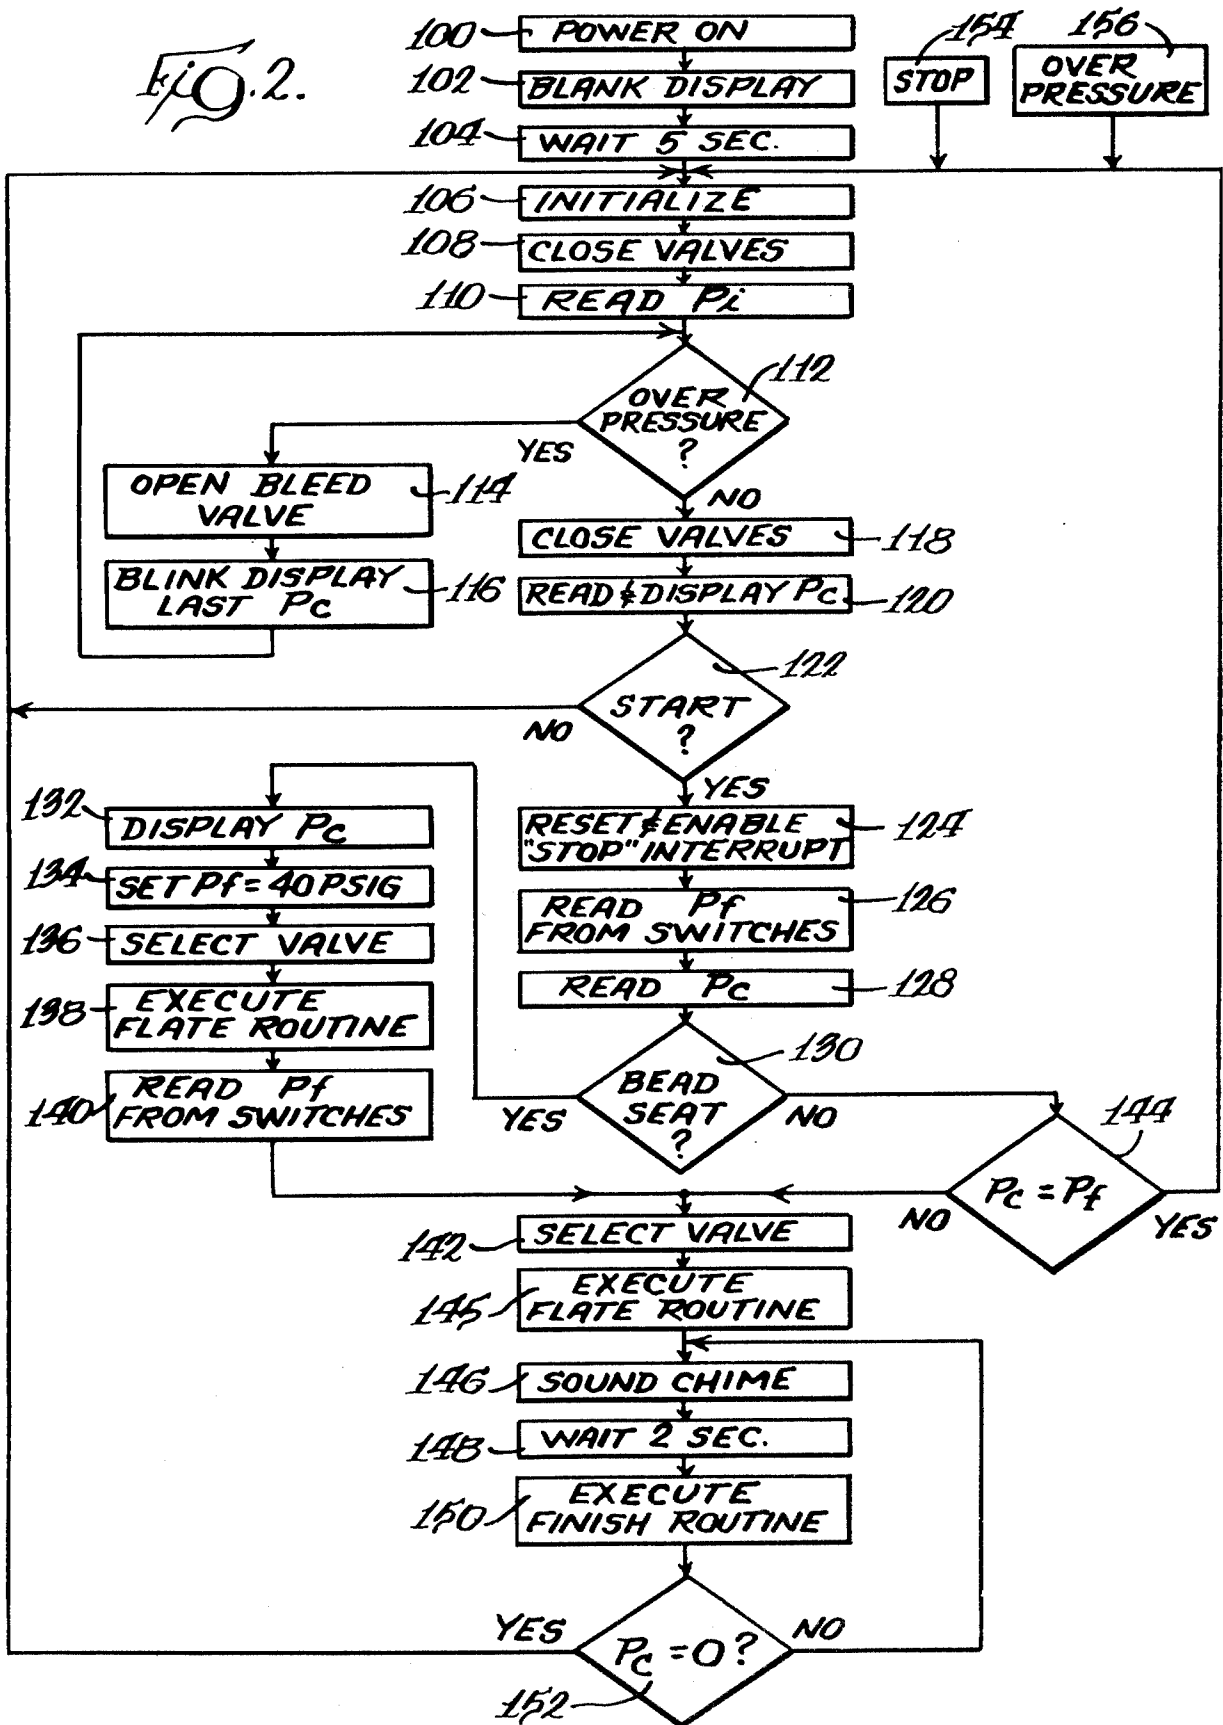 Fig. 2.
100 POWER ON
102 BLANK DISPLAY
104 WAIT 5 SEC.
154
STOP
156
OVER
PRESSURE
106 INITIALIZE
108 CLOSE VALVES
110 READ Pi
112
OVER
PRESSURE
?
YES
NO
OPEN BLEED
VALVE
114
BLINK DISPLAY
LAST Pc
116
CLOSE VALVES 118
READ & DISPLAY Pc 120
122
START
?
NO
YES
RESET & ENABLE
"STOP" INTERRUPT
124
READ Pf
FROM SWITCHES
126
READ Pc 128
130
BEAD
SEAT
?
YES
NO
132 DISPLAY Pc
134 SET Pf = 40 PSIG
136 SELECT VALVE
138 EXECUTE
FLATE ROUTINE
140 READ Pf
FROM SWITCHES
144
Pc = Pf
NO
YES
142 SELECT VALVE
145 EXECUTE
FLATE ROUTINE
146 SOUND CHIME
148 WAIT 2 SEC.
150 EXECUTE
FINISH ROUTINE
YES
NO
Pc = 0 ?
152